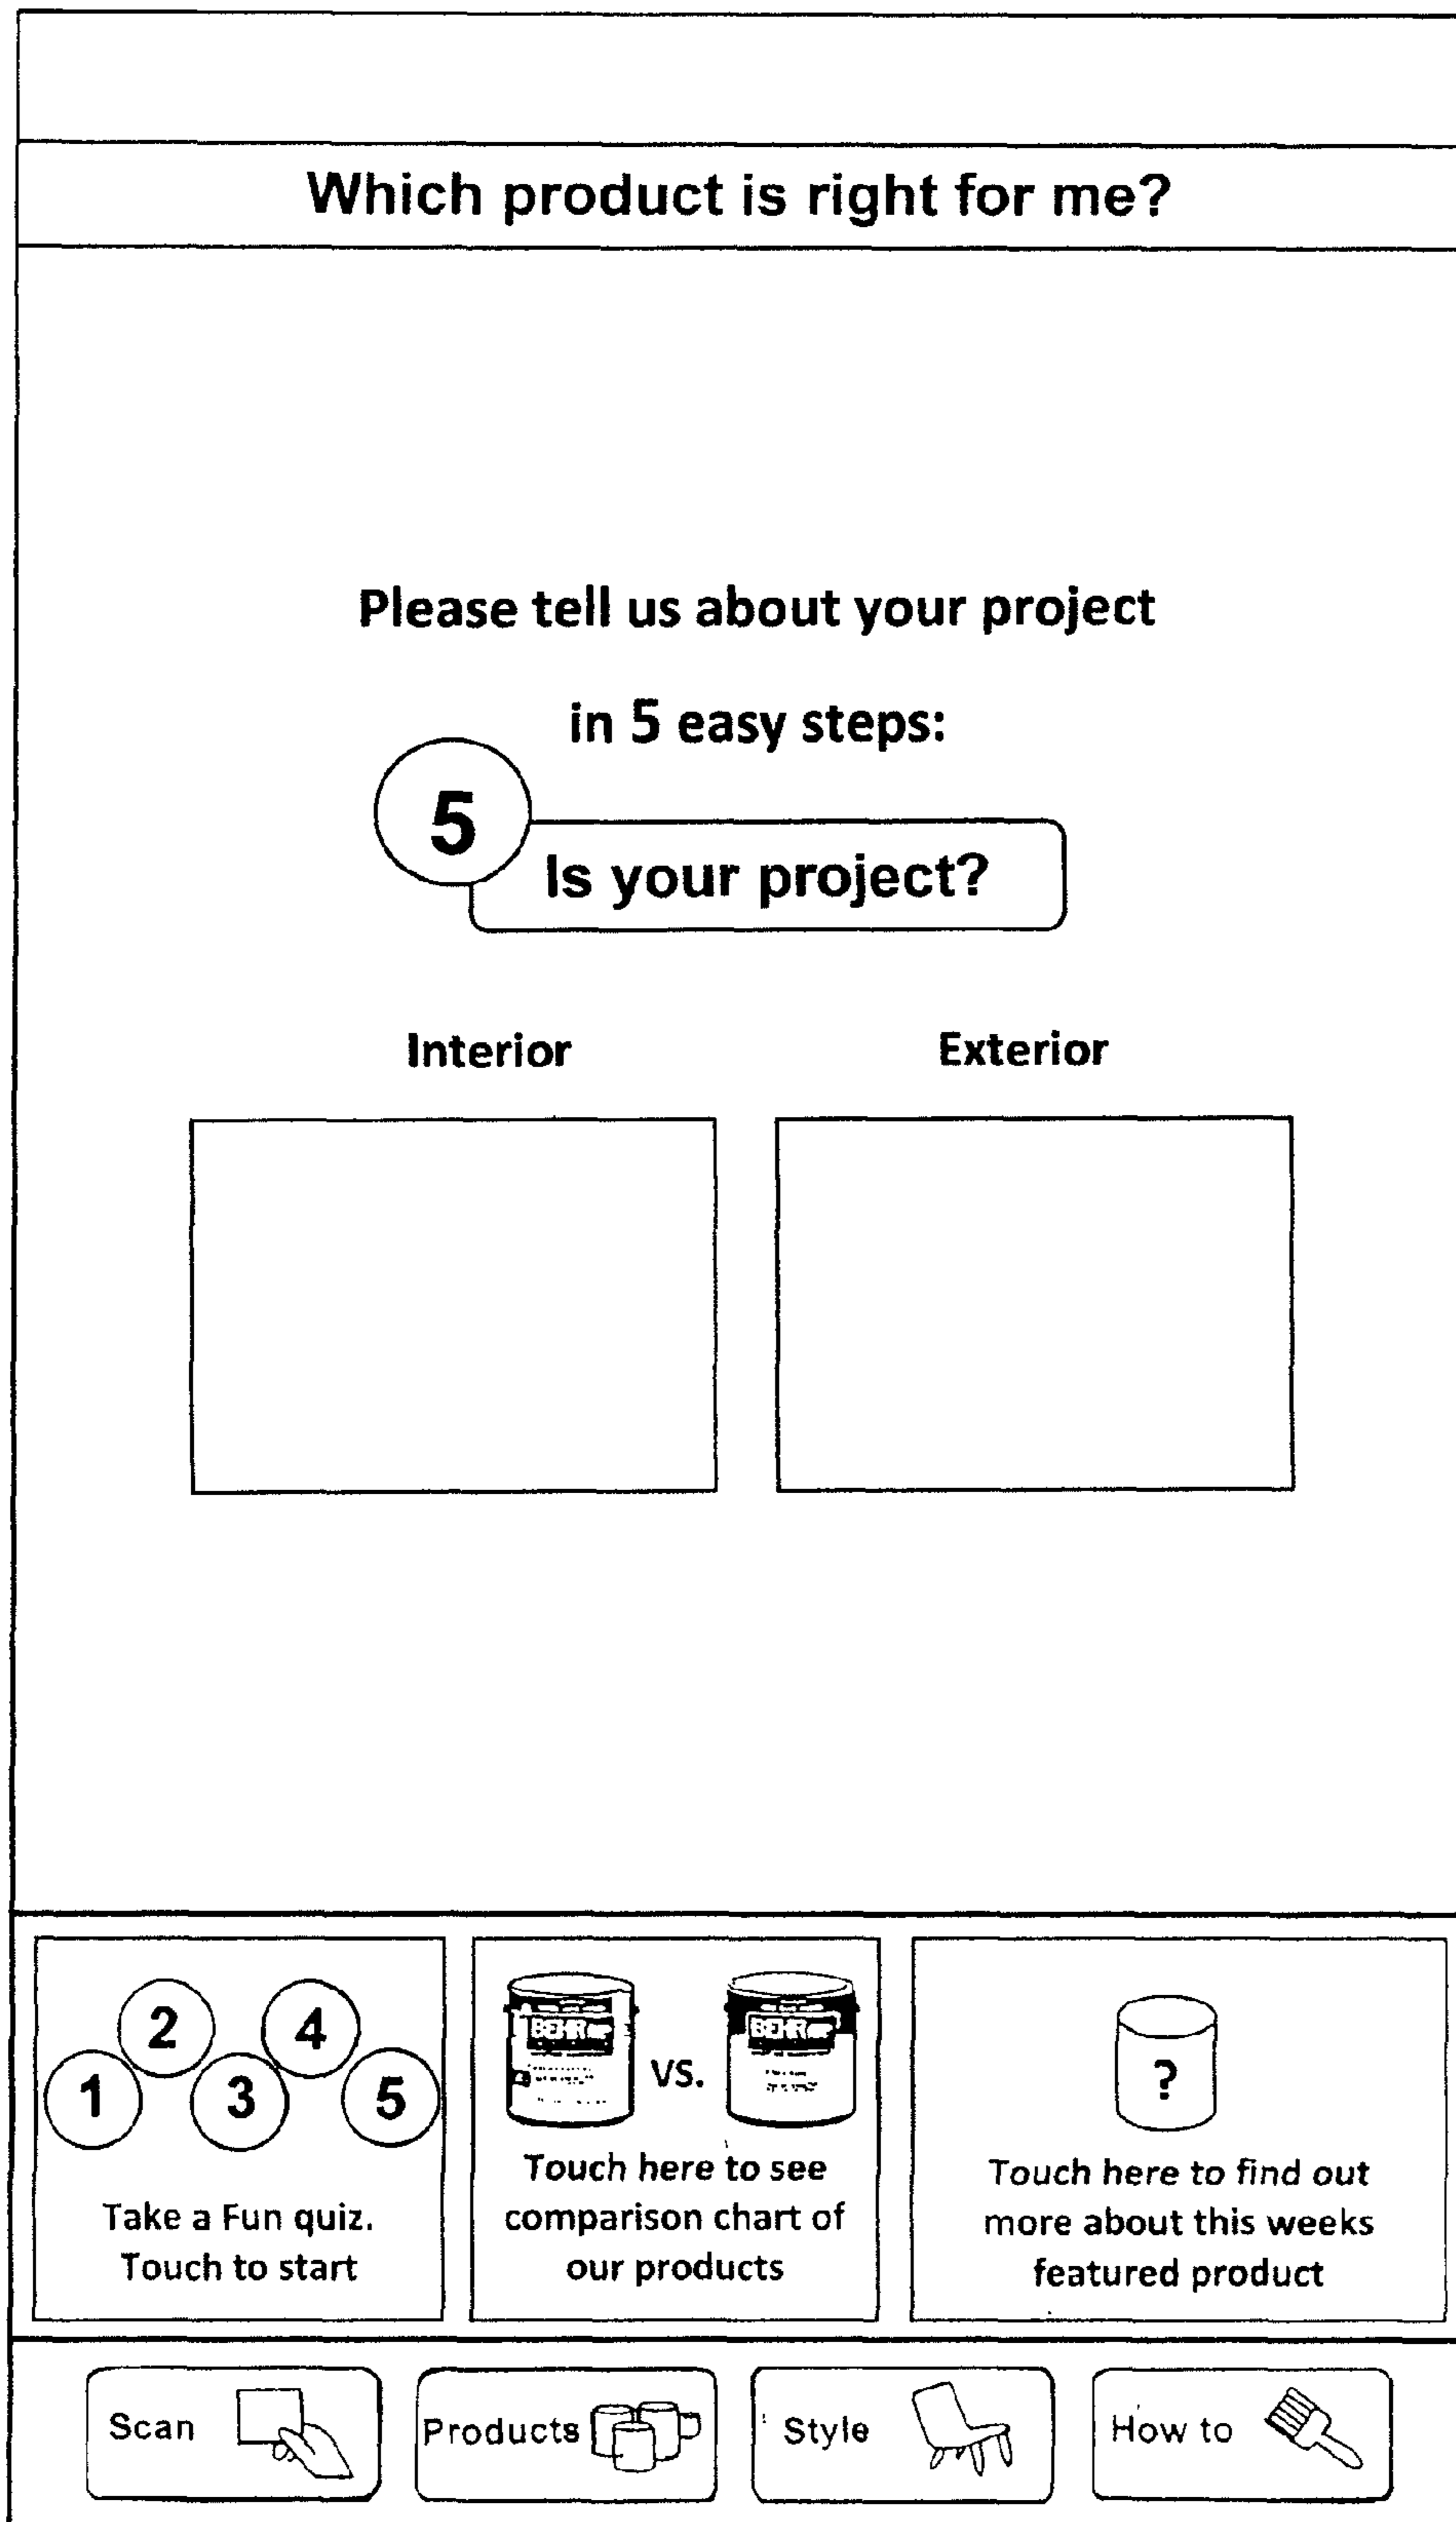 Which product is right for me?
Please tell us about your project
in 5 easy steps:
5
Is your project?
Interior
Exterior
1
2
3
4
5
BEHR
VS.
BEHR
Take a Fun quiz.
Touch to start
Touch here to see
comparison chart of
our products
?
Touch here to find out
more about this weeks
featured product
Scan
Products
Style
How to